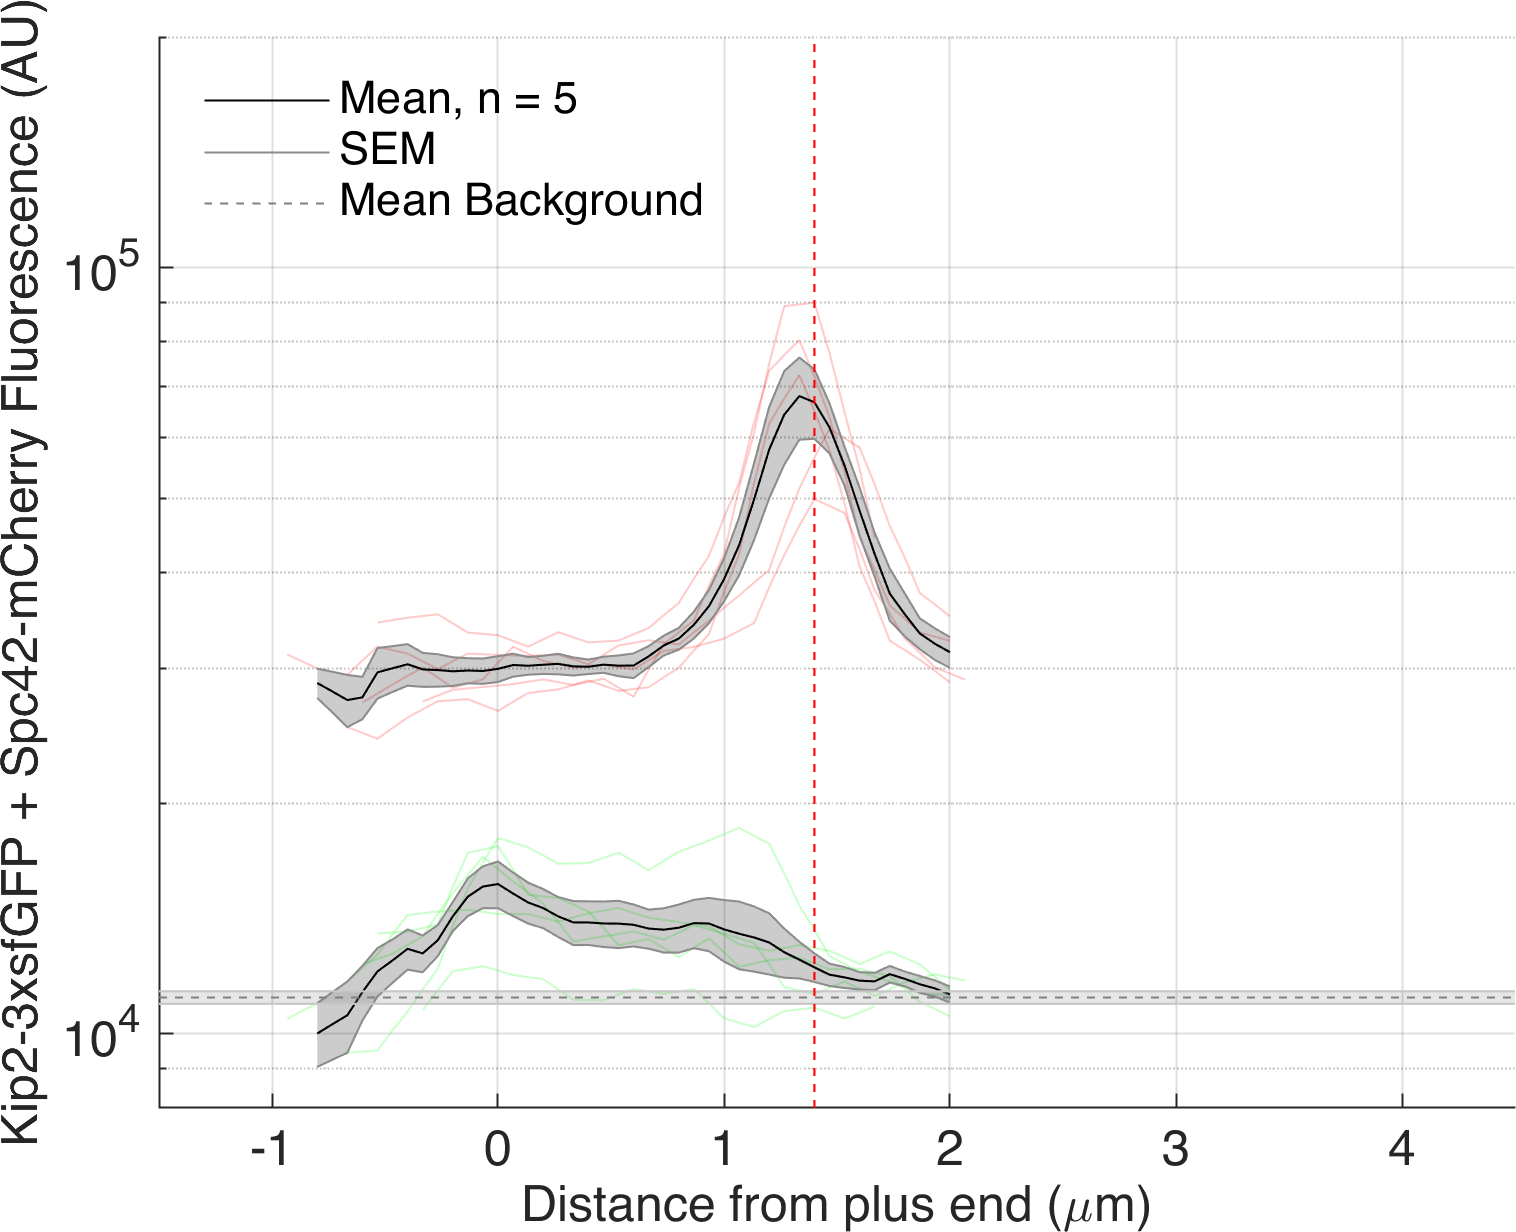 Kip2-3xsfGFP + Spc42-mCherry Fluorescence (AU)
Mean, n = 5
SEM
Mean Background
10^5
10^4
-1 0 1 2 3 4
Distance from plus end (μm)